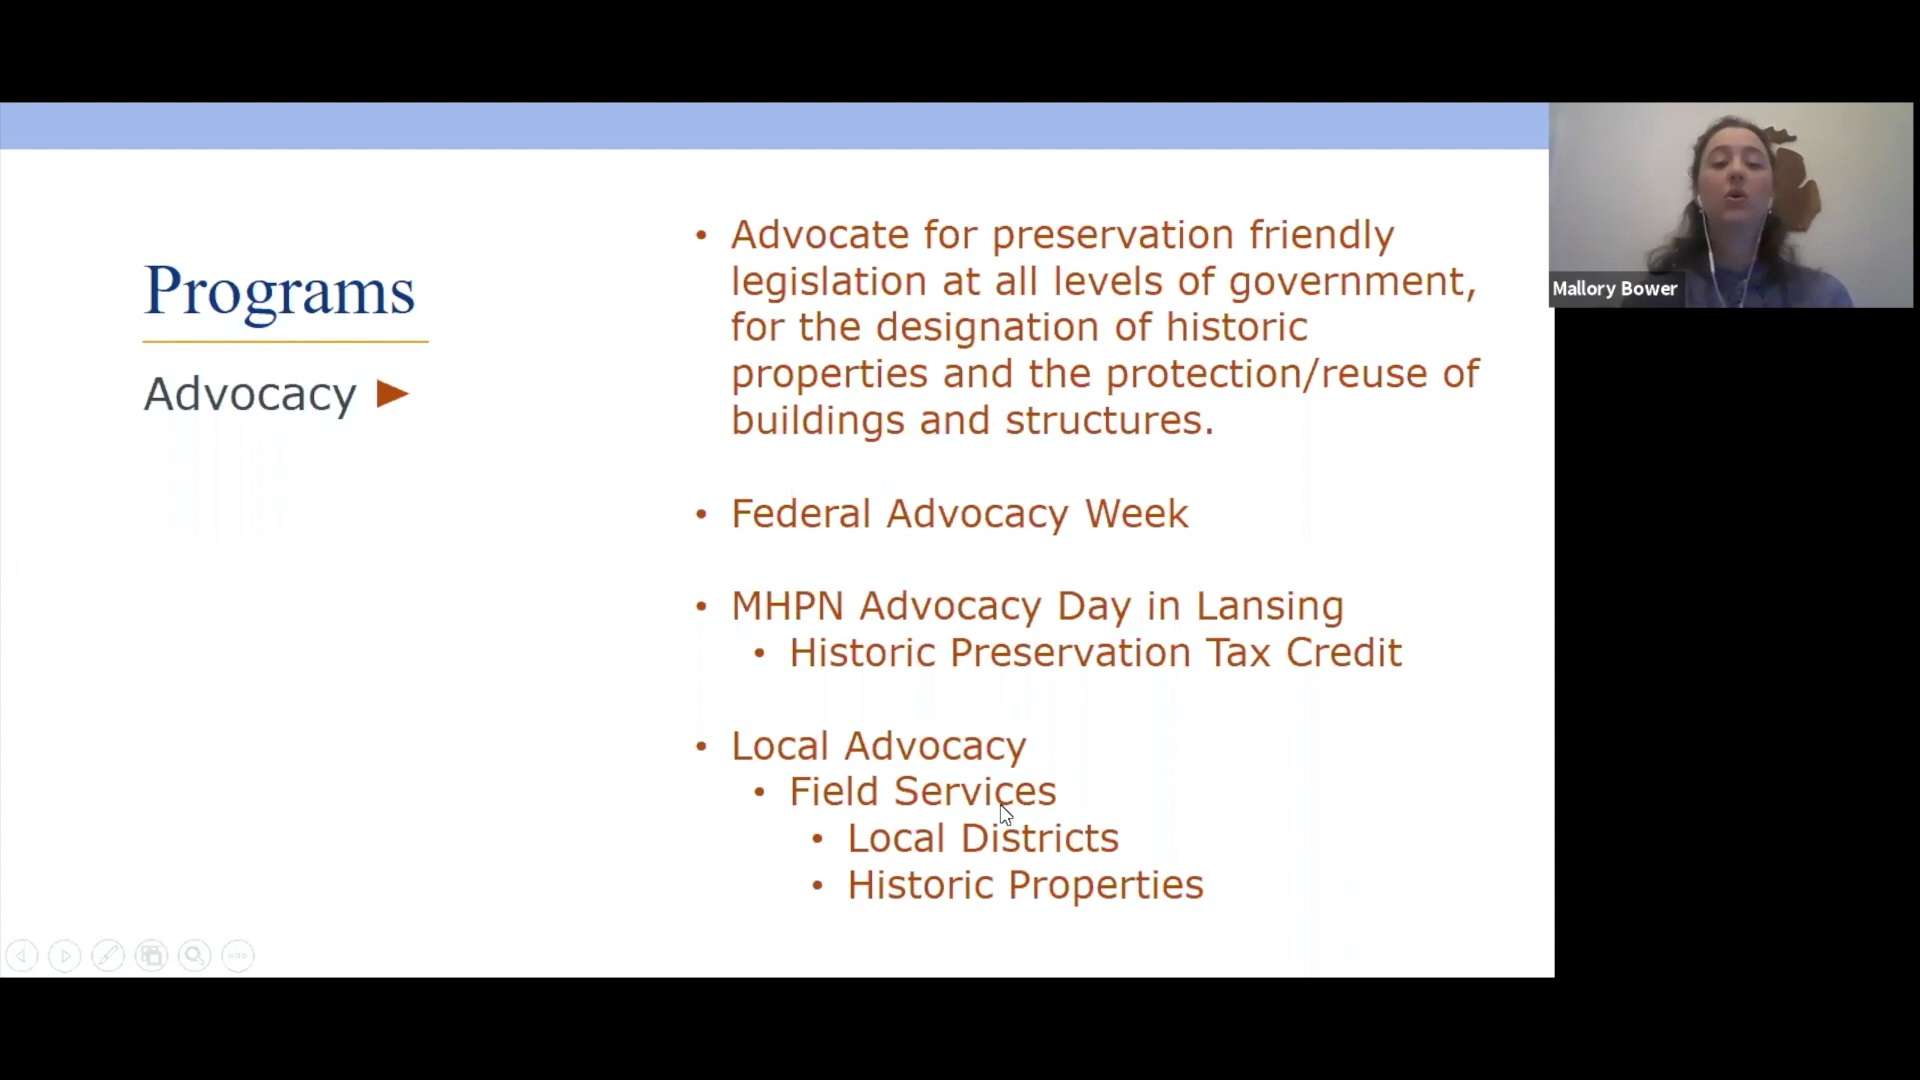 Programs
Advocacy
• Advocate for preservation friendly
legislation at all levels of government,
for the designation of historic
properties and the protection/reuse of
buildings and structures.
• Federal Advocacy Week
• MHPN Advocacy Day in Lansing
• Historic Preservation Tax Credit
• Local Advocacy
• Field Services
• Local Districts
• Historic Properties
Mallory Bower